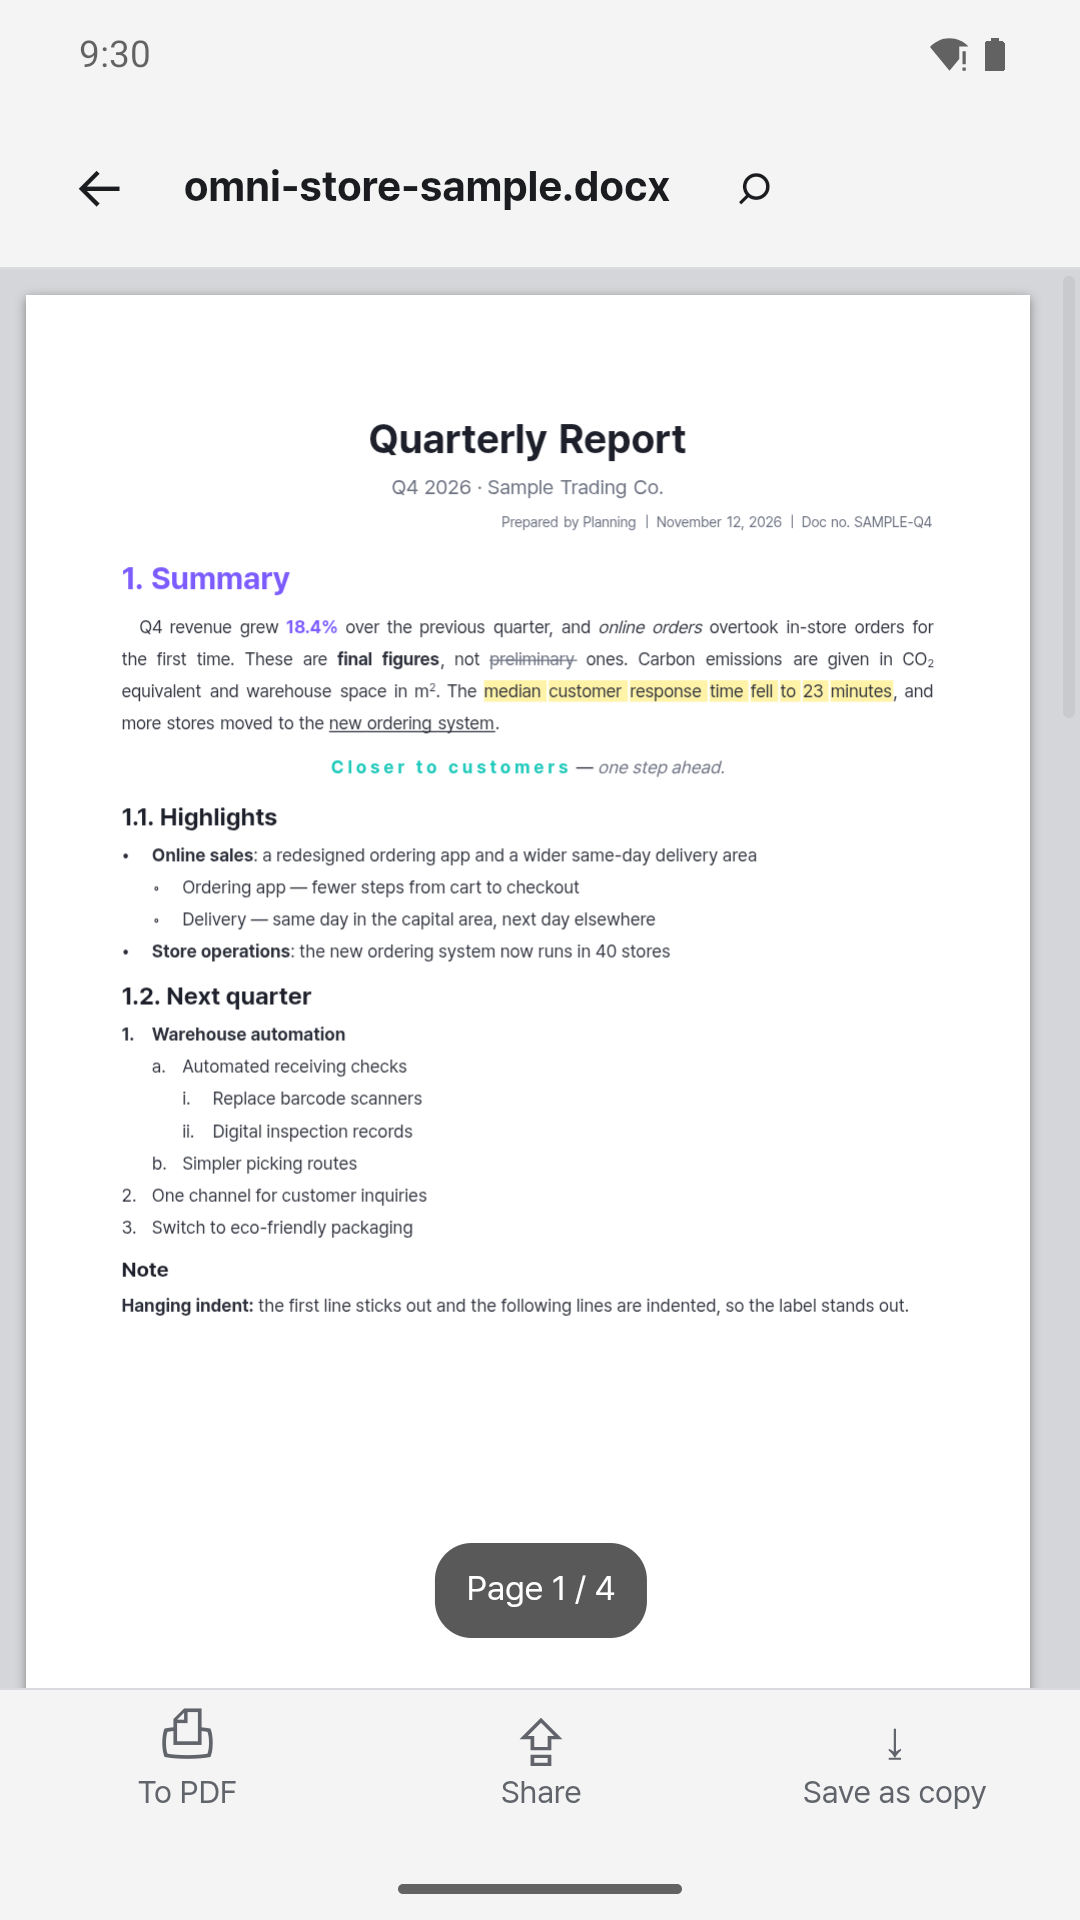 9:30
omni-store-sample.docx
Quarterly Report
Q4 2026 · Sample Trading Co.
Prepared by Planning | November 12, 2026 | Doc no. SAMPLE-Q4
1. Summary
Q4 revenue grew 18.4% over the previous quarter, and online orders overtook in-store orders for
the first time. These are final figures, not preliminary ones. Carbon emissions are given in CO₂
equivalent and warehouse space in m². The median customer response time fell to 23 minutes, and
more stores moved to the new ordering system.
Closer to customers — one step ahead.
1.1. Highlights
• Online sales: a redesigned ordering app and a wider same-day delivery area
◦ Ordering app — fewer steps from cart to checkout
◦ Delivery — same day in the capital area, next day elsewhere
• Store operations: the new ordering system now runs in 40 stores
1.2. Next quarter
1. Warehouse automation
a. Automated receiving checks
i. Replace barcode scanners
ii. Digital inspection records
b. Simpler picking routes
2. One channel for customer inquiries
3. Switch to eco-friendly packaging
Note
Hanging indent: the first line sticks out and the following lines are indented, so the label stands out.
Page 1 / 4
To PDF
Share
Save as copy